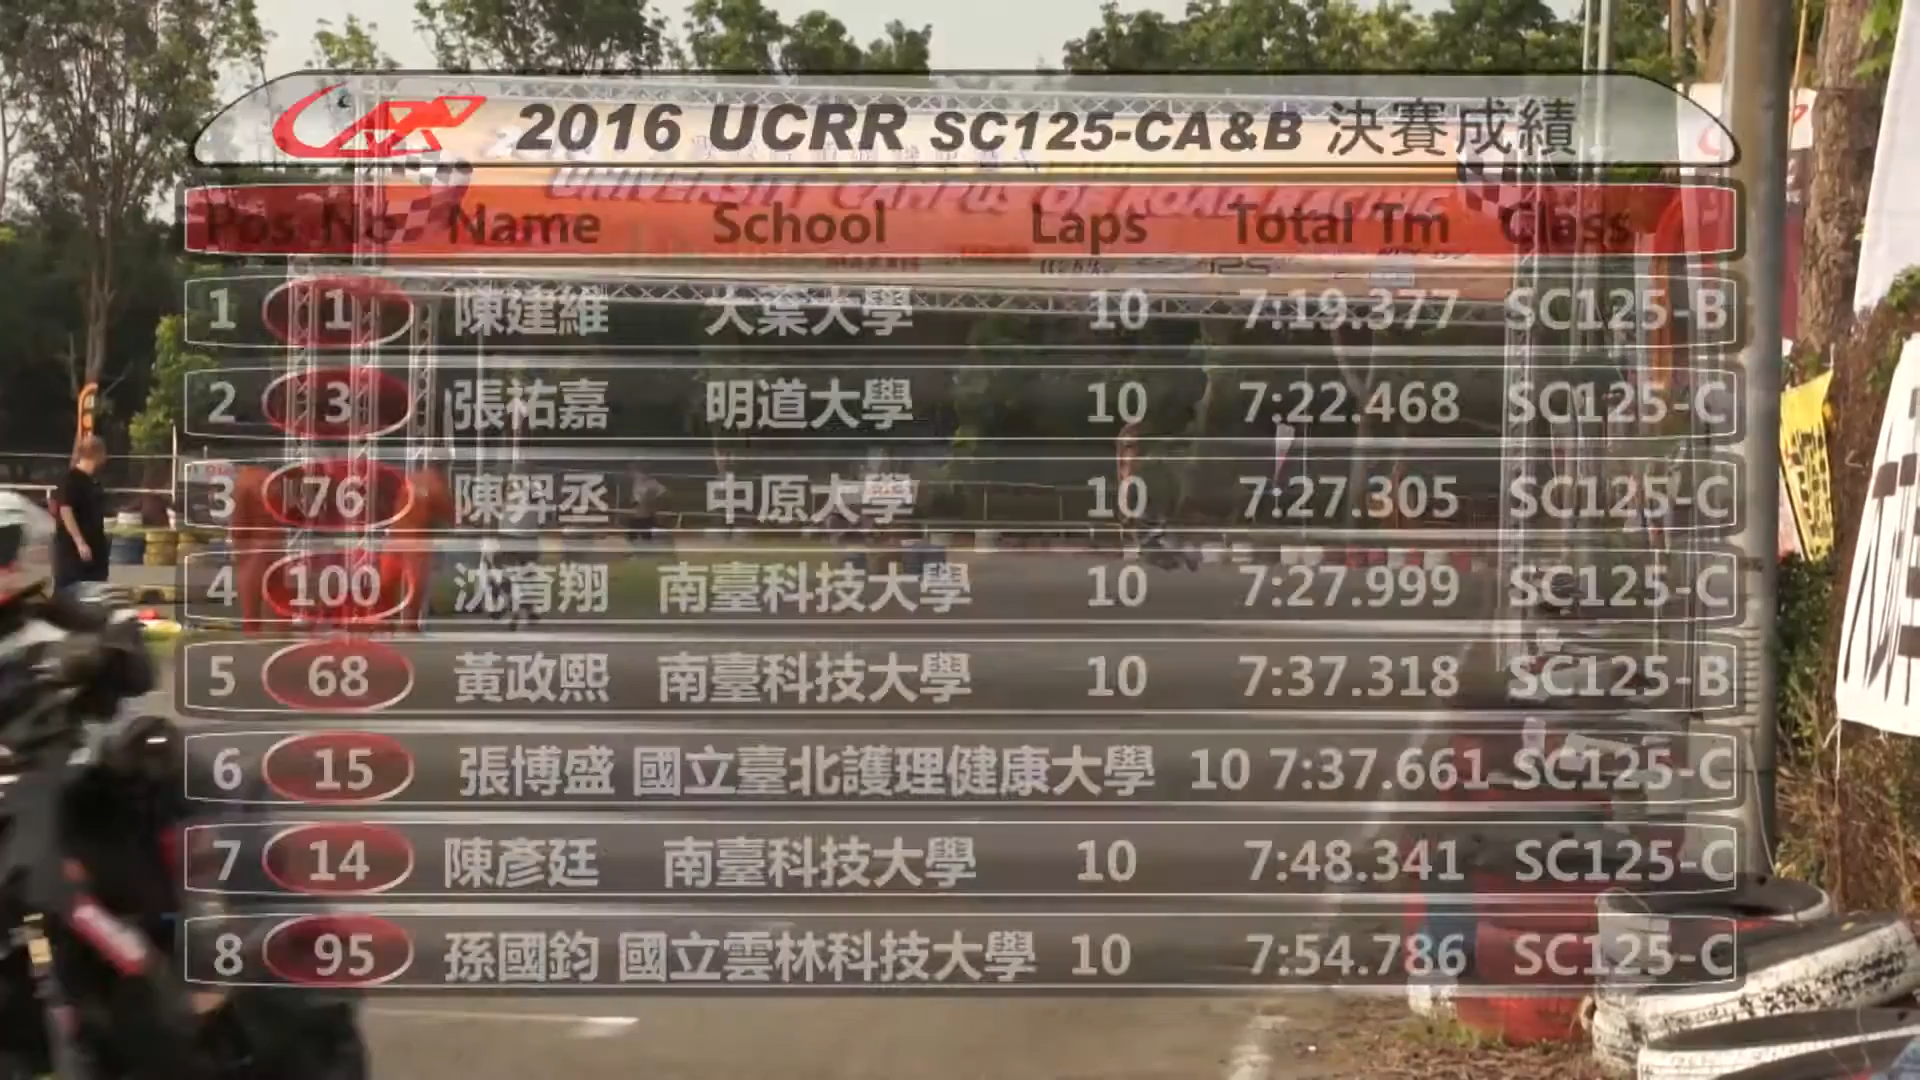 2016 UCRR SC125-CA&B 決賽成績
UNIVERSITY CAMPUS OF ROAD RACING
Pos No Name School Laps Total Tm Class
1 1 陳建維 大葉大學 10 7:19.377 SC125-B
2 3 張祐嘉 明道大學 10 7:22.468 SC125-C
3 76 陳羿丞 中原大學 10 7:27.305 SC125-C
4 100 沈育翔 南臺科技大學 10 7:27.999 SC125-C
5 68 黃政熙 南臺科技大學 10 7:37.318 SC125-B
6 15 張博盛 國立臺北護理健康大學 10 7:37.661 SC125-C
7 14 陳彥廷 南臺科技大學 10 7:48.341 SC125-C
8 95 孫國鈞 國立雲林科技大學 10 7:54.786 SC125-C